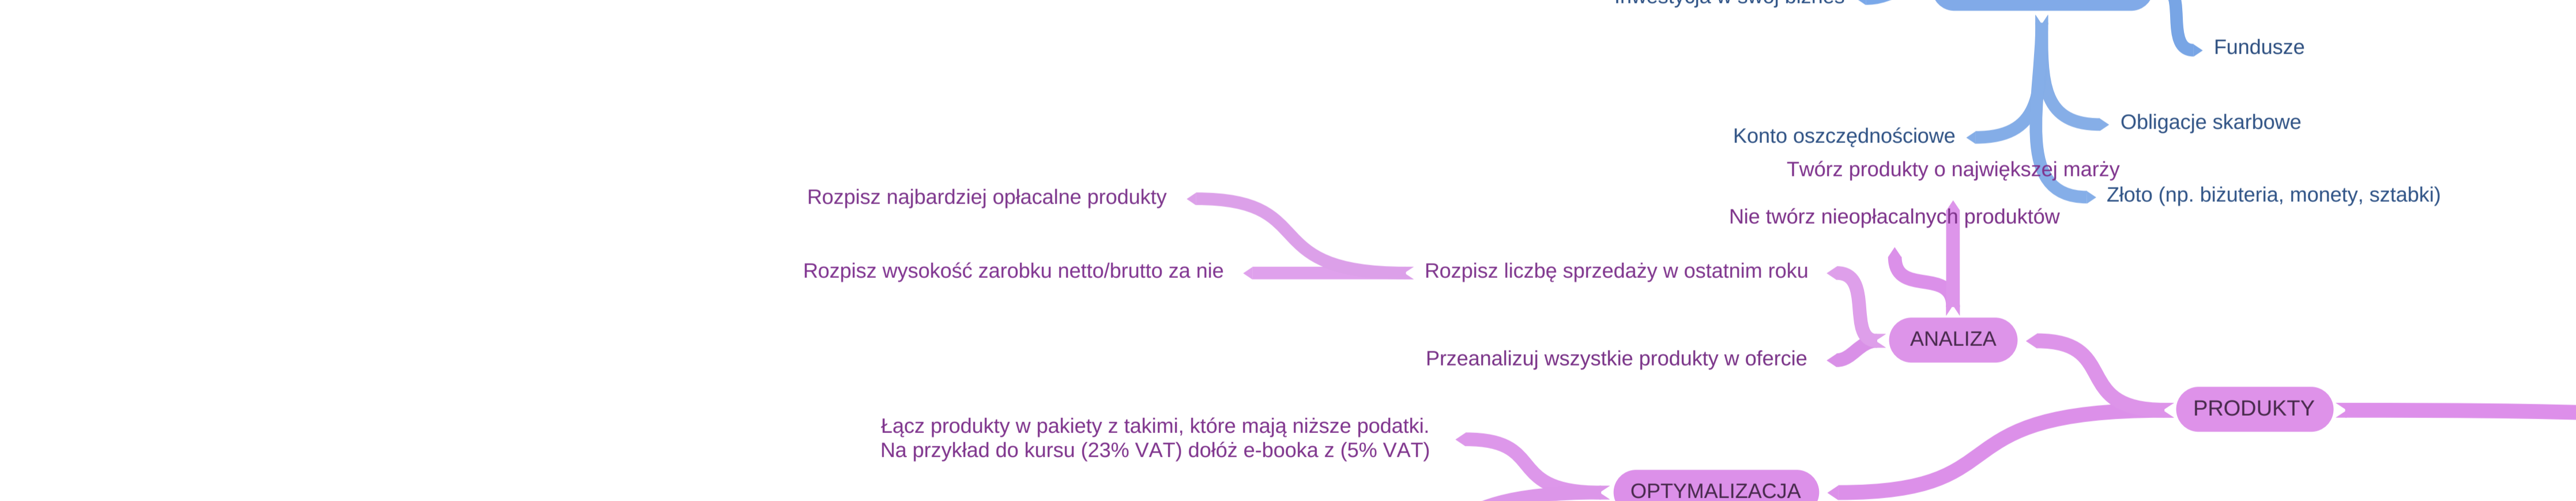 Inwestycja w swój biznes
Fundusze
Obligacje skarbowe
Konto oszczędnościowe
Twórz produkty o największej marży
Złoto (np. biżuteria, monety, sztabki)
Rozpisz najbardziej opłacalne produkty
Nie twórz nieopłacalnych produktów
Rozpisz wysokość zarobku netto/brutto za nie
Rozpisz liczbę sprzedaży w ostatnim roku
ANALIZA
Przeanalizuj wszystkie produkty w ofercie
PRODUKTY
Łącz produkty w pakiety z takimi, które mają niższe podatki.
Na przykład do kursu (23% VAT) dołóż e-booka z (5% VAT)
OPTYMALIZACJA